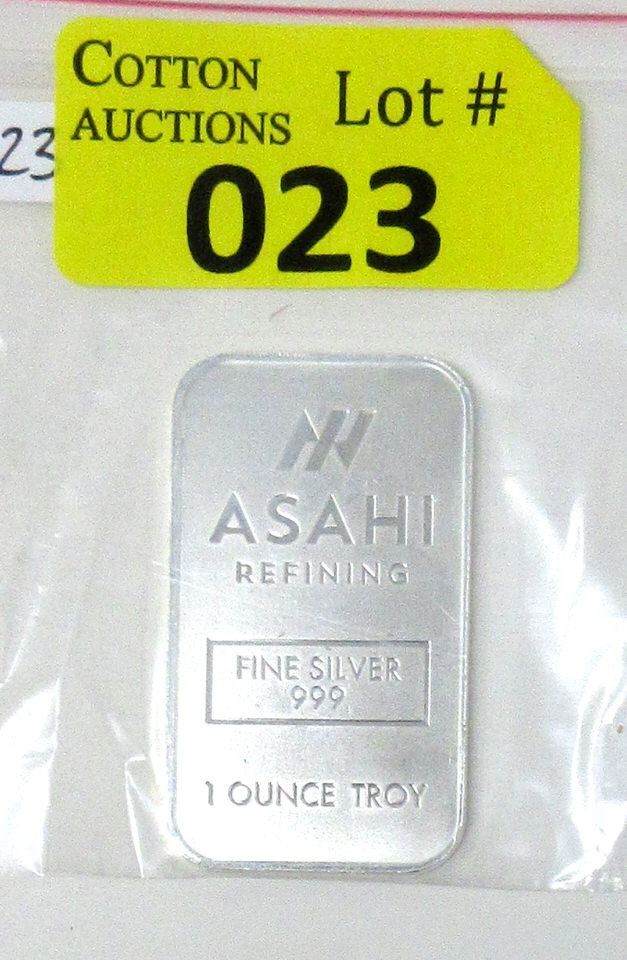 COTTON
AUCTIONS
Lot #
023
23
ASAHI
REFINING
FINE SILVER
999
1 OUNCE TROY